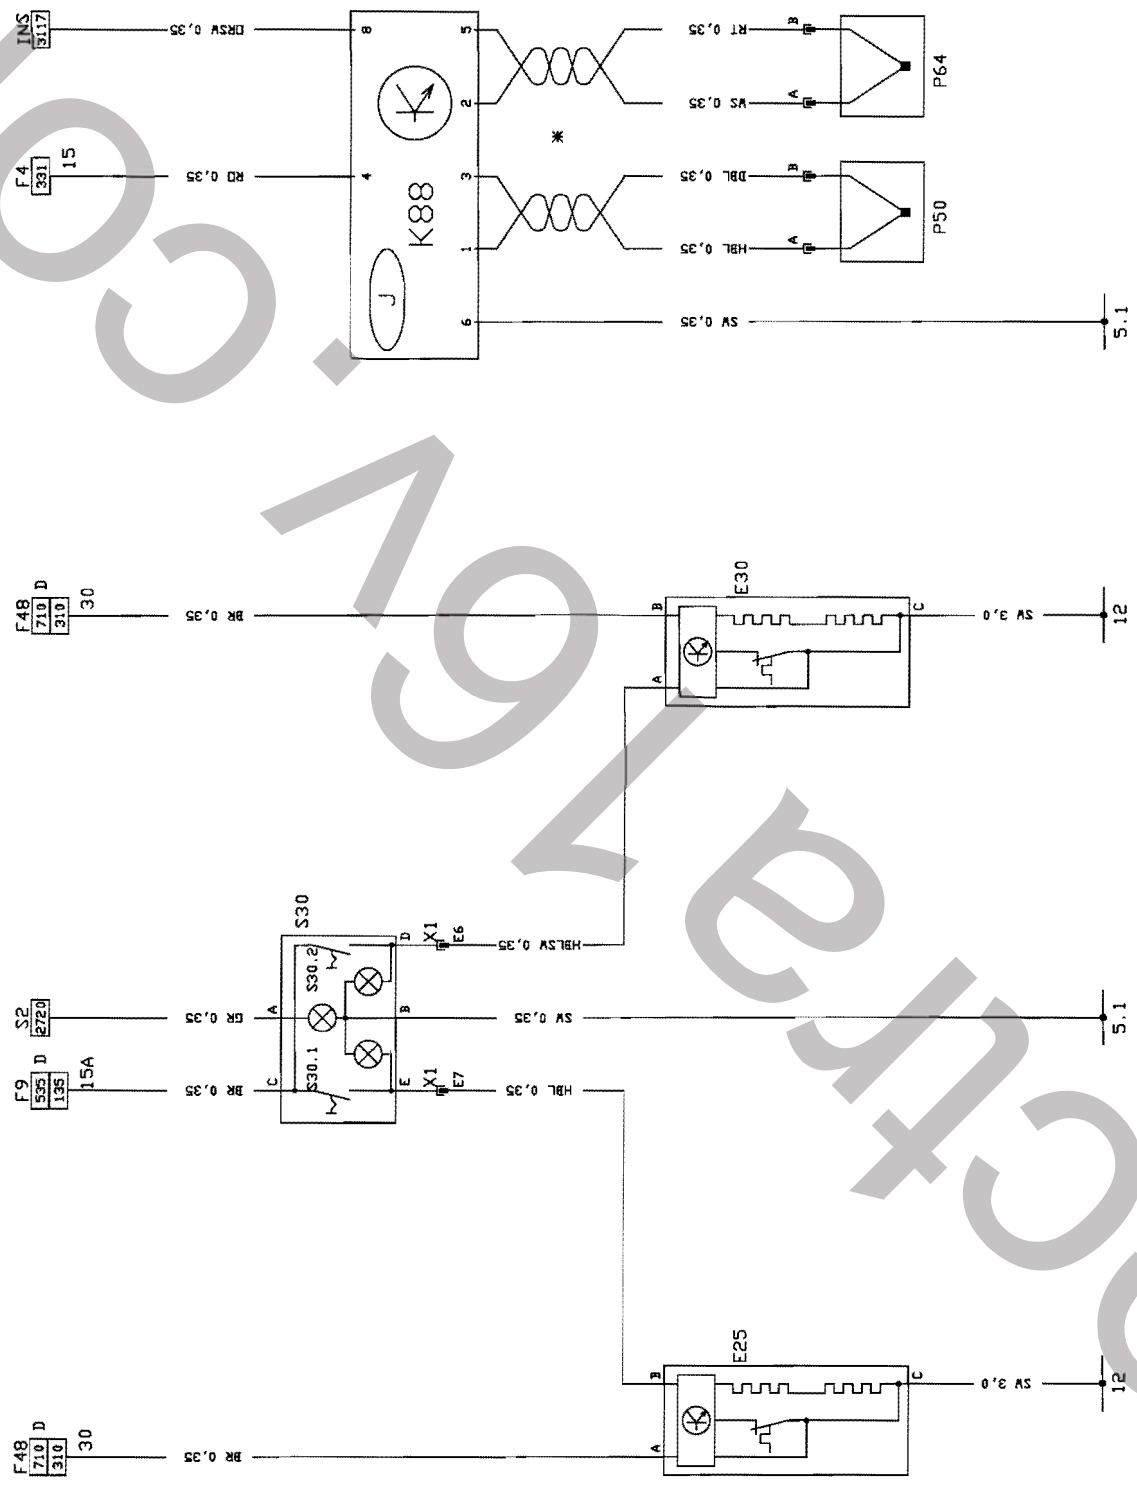 INS
3117
ORSW 0,35
8
5
2
K
RT 0,35
B
WS 0,35
A
P64
F4
331
15
RD 0,35
4
K88
*
3
1
DBL 0,35
B
HBL 0,35
A
P50
J
6
SW 0,35
5.1
F48
D
710
310
30
BR 0,35
B
A
E30
K
C
SW 3,0
12
S30
S30.2
D
X1
E6
HBLSW 0,35
S2
2720
GR 0,35
A
B
SW 0,35
5.1
F9
D
535
135
15A
BR 0,35
C
S30.1
E
X1
E7
HBL 0,35
E25
B
A
K
C
SW 3,0
12
F48
D
710
310
30
BR 0,35